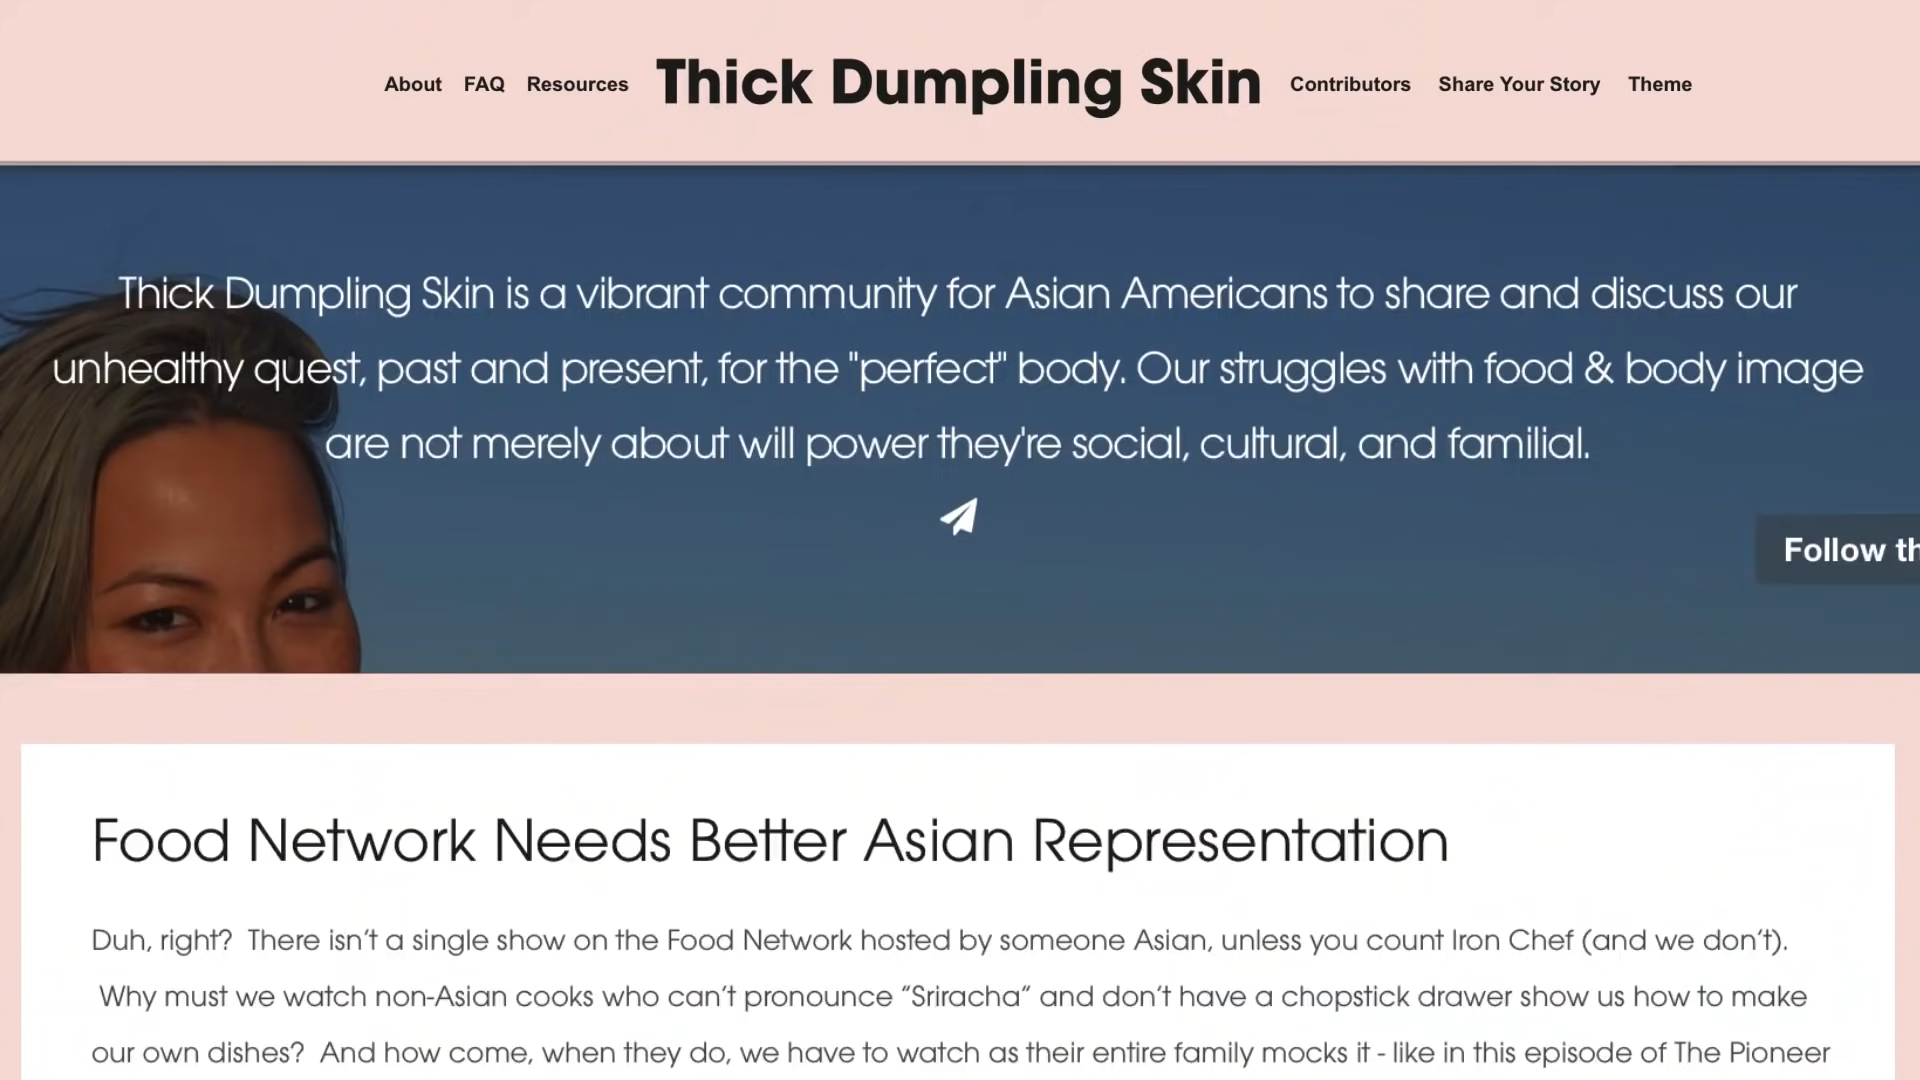 About FAQ Resources Thick Dumpling Skin Contributors Share Your Story Theme
Thick Dumpling Skin is a vibrant community for Asian Americans to share and discuss our
unhealthy quest, past and present, for the "perfect" body. Our struggles with food & body image
are not merely about will power they're social, cultural, and familial.
Follow th
Food Network Needs Better Asian Representation
Duh, right?  There isn’t a single show on the Food Network hosted by someone Asian, unless you count Iron Chef (and we don’t).
Why must we watch non-Asian cooks who can’t pronounce “Sriracha” and don’t have a chopstick drawer show us how to make
our own dishes?  And how come, when they do, we have to watch as their entire family mocks it - like in this episode of The Pioneer